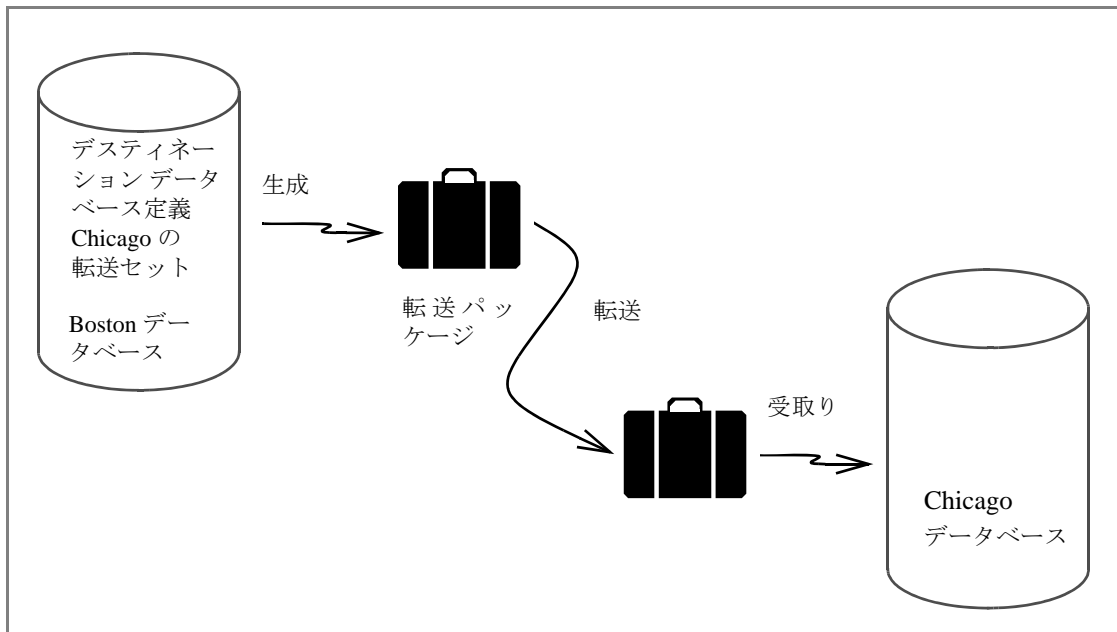 デスティネー
ション データ
ベース定義
Chicago の
転送セット
Boston デー
タベース
生成
転 送 パ ッ
ケージ
転送
受取り
Chicago
データベース